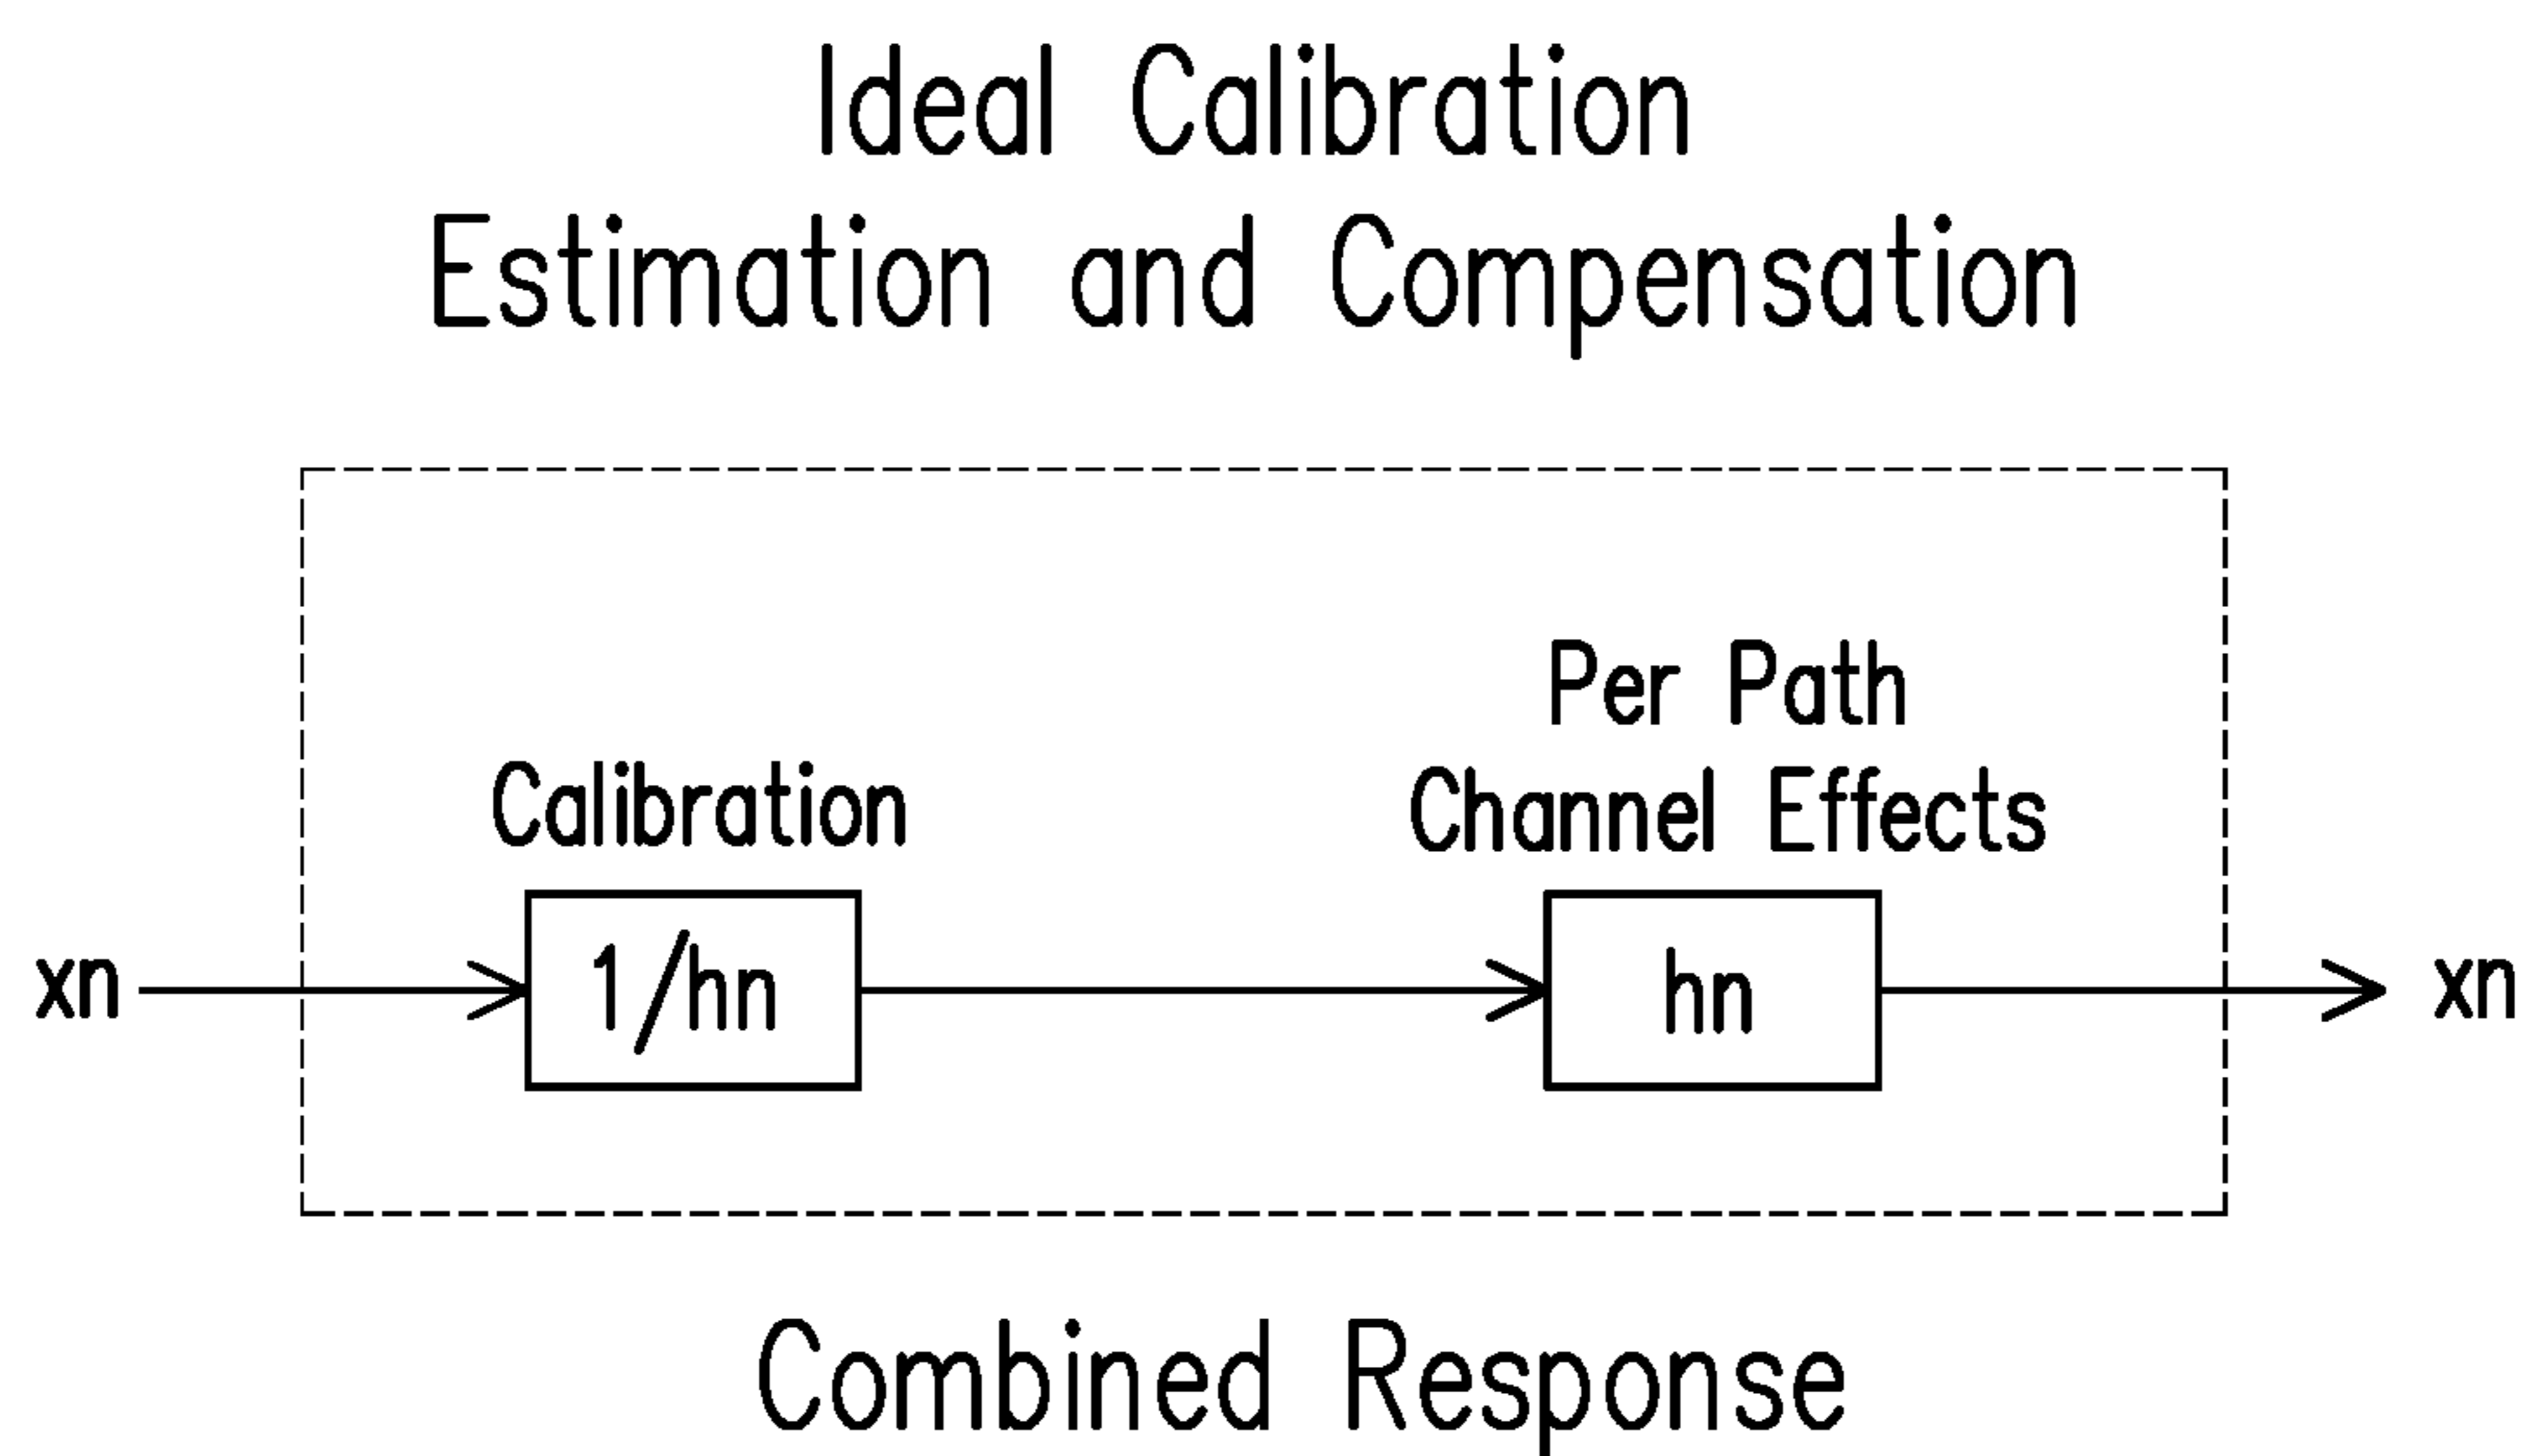 Ideal Calibration
Estimation and Compensation
Per Path
Calibration
Channel Effects
xn
1/hn
hn
xn
Combined Response